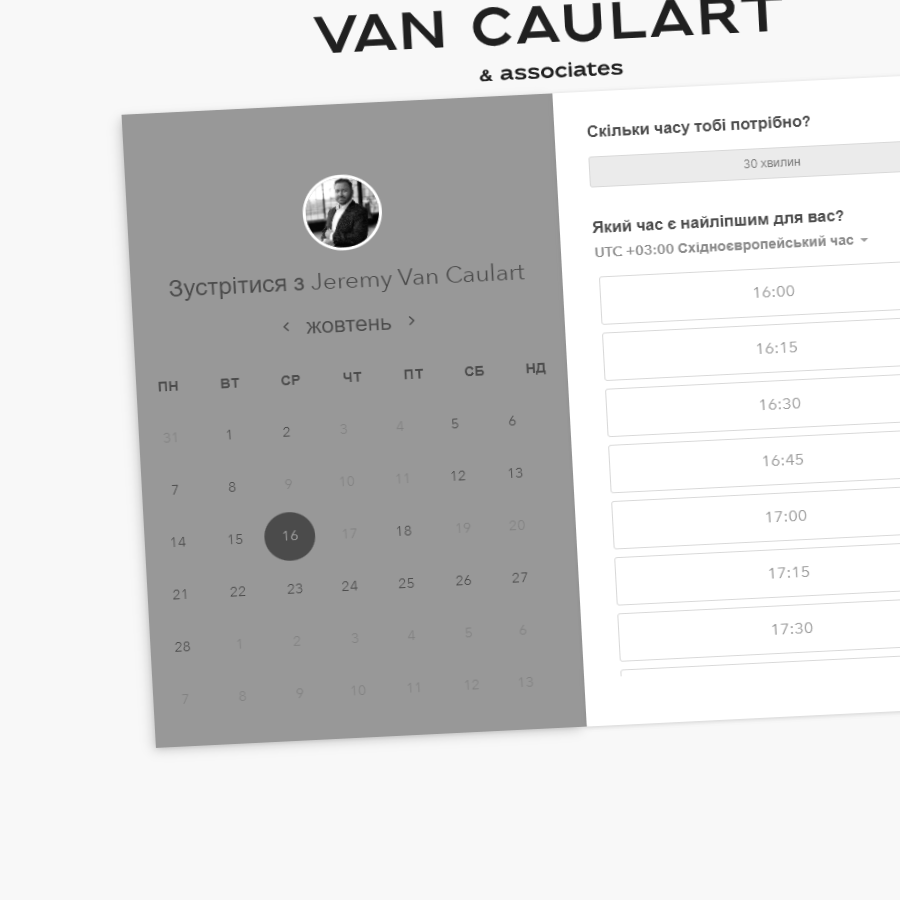 VAN CAULART
& associates
Зустрітися з Jeremy Van Caulart
‹ жовтень ›
ПН ВТ СР ЧТ ПТ СБ НД
31 1 2 3 4 5 6
7 8 9 10 11 12 13
14 15 16 17 18 19 20
21 22 23 24 25 26 27
28 1 2 3 4 5 6
7 8 9 10 11 12 13
Скільки часу тобі потрібно?
30 хвилин
Який час є найліпшим для вас?
UTC +03:00 Східноєвропейський час
16:00
16:15
16:30
16:45
17:00
17:15
17:30